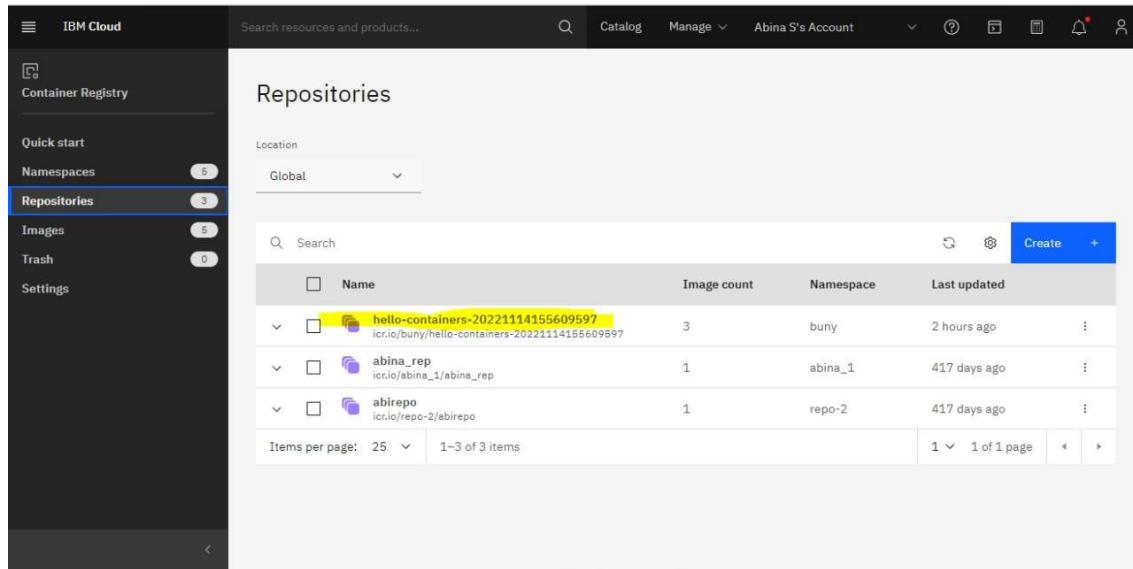 IBM Cloud
Search resources and products...
Catalog
Manage
Abina S's Account
Container Registry
Quick start
Namespaces 5
Repositories 3
Images 5
Trash 0
Settings
Repositories
Location
Global
Search
Create +
Name Image count Namespace Last updated
hello-containers-20221114155609597 3 buny 2 hours ago
icr.io/buny/hello-containers-20221114155609597
abina_rep 1 abina_1 417 days ago
icr.io/abina_1/abina_rep
abirepo 1 repo-2 417 days ago
icr.io/repo-2/abirepo
Items per page: 25 1–3 of 3 items 1 1 of 1 page